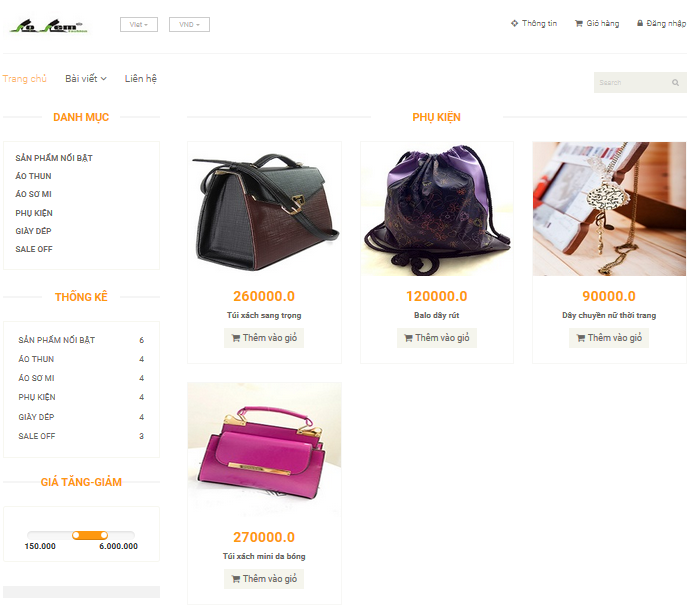 Viet
VND
Thông tin
Giỏ hàng
Đăng nhập
Trang chủ
Bài viết
Liên hệ
Search
DANH MỤC
SẢN PHẨM NỔI BẬT
ÁO THUN
ÁO SƠ MI
PHỤ KIỆN
GIÀY DÉP
SALE OFF
THỐNG KÊ
SẢN PHẨM NỔI BẬT 6
ÁO THUN 4
ÁO SƠ MI 4
PHỤ KIỆN 4
GIÀY DÉP 4
SALE OFF 3
GIÁ TĂNG-GIẢM
150.000 6.000.000
PHỤ KIỆN
260000.0
Túi xách sang trọng
Thêm vào giỏ
120000.0
Balo dây rút
Thêm vào giỏ
90000.0
Dây chuyền nữ thời trang
Thêm vào giỏ
270000.0
Túi xách mini da bóng
Thêm vào giỏ